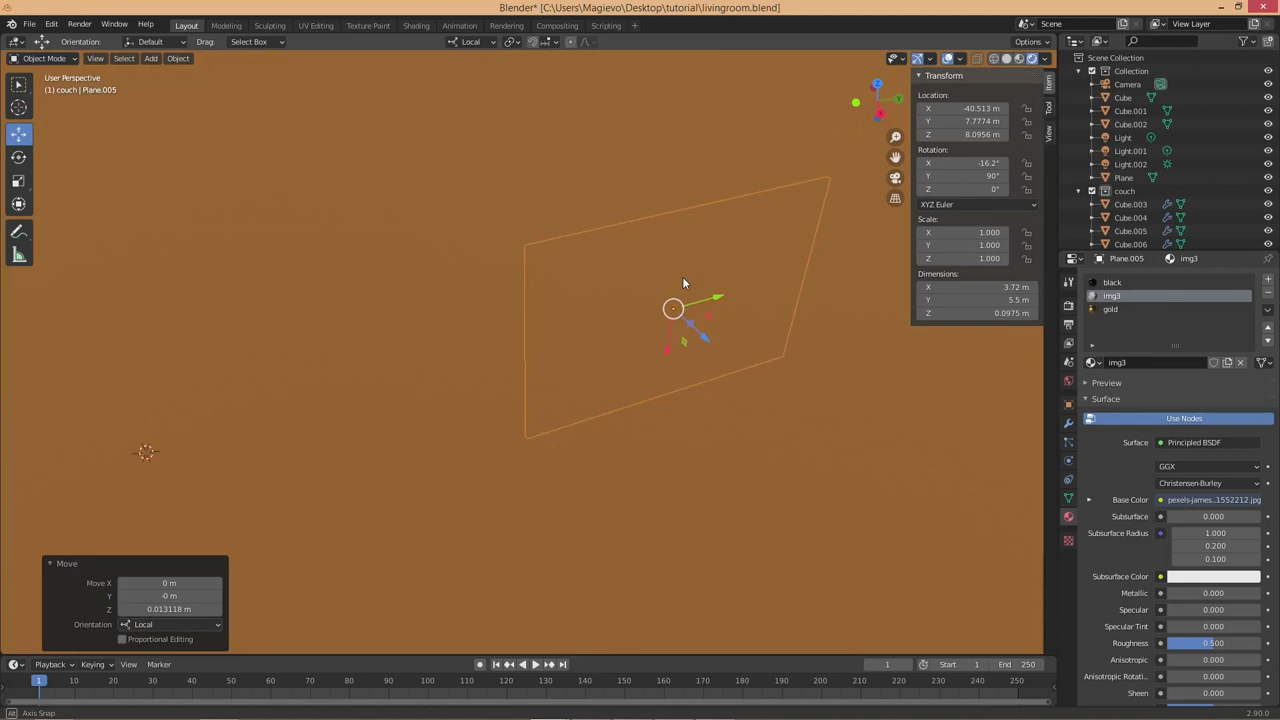 Blender* [C:\Users\Magievo\Desktop\tutorial\livingroom.blend]
File Edit Render Window Help Layout Modeling Sculpting UV Editing Texture Paint Shading Animation Rendering Compositing Scripting + Scene View Layer
Orientation: Default Drag: Select Box Local Options
Object Mode View Select Add Object
User Perspective
(1) couch | Plane.005
Z
Y
X
Transform
Location:
X -40.513 m
Y 7.7774 m
Z 8.0956 m
Rotation:
X -16.2°
Y 90°
Z 0°
XYZ Euler
Scale:
X 1.000
Y 1.000
Z 1.000
Dimensions:
X 3.72 m
Y 5.5 m
Z 0.0975 m
Item
Tool
View
Scene Collection
Collection
Camera
Cube
Cube.001
Cube.002
Light
Light.001
Light.002
Plane
couch
Cube.003
Cube.004
Cube.005
Cube.006
Plane.005 img3
black
img3
gold
img3
Preview
Surface
Use Nodes
Surface Principled BSDF
GGX
Christensen-Burley
Base Color pexels-james..1552212.jpg
Subsurface 0.000
Subsurface Radius 1.000
0.200
0.100
Subsurface Color
Metallic 0.000
Specular 0.000
Specular Tint 0.000
Roughness 0.500
Anisotropic 0.000
Anisotropic Rotati.. 0.000
Sheen 0.000
Move
Move X 0 m
Y -0 m
Z 0.013118 m
Orientation Local
Proportional Editing
Playback Keying View Marker 1 Start 1 End 250
1 10 20 30 40 50 60 70 80 90 100 110 120 130 140 150 160 170 180 190 200 210 220 230 240 250
Axis Snap 2.90.0